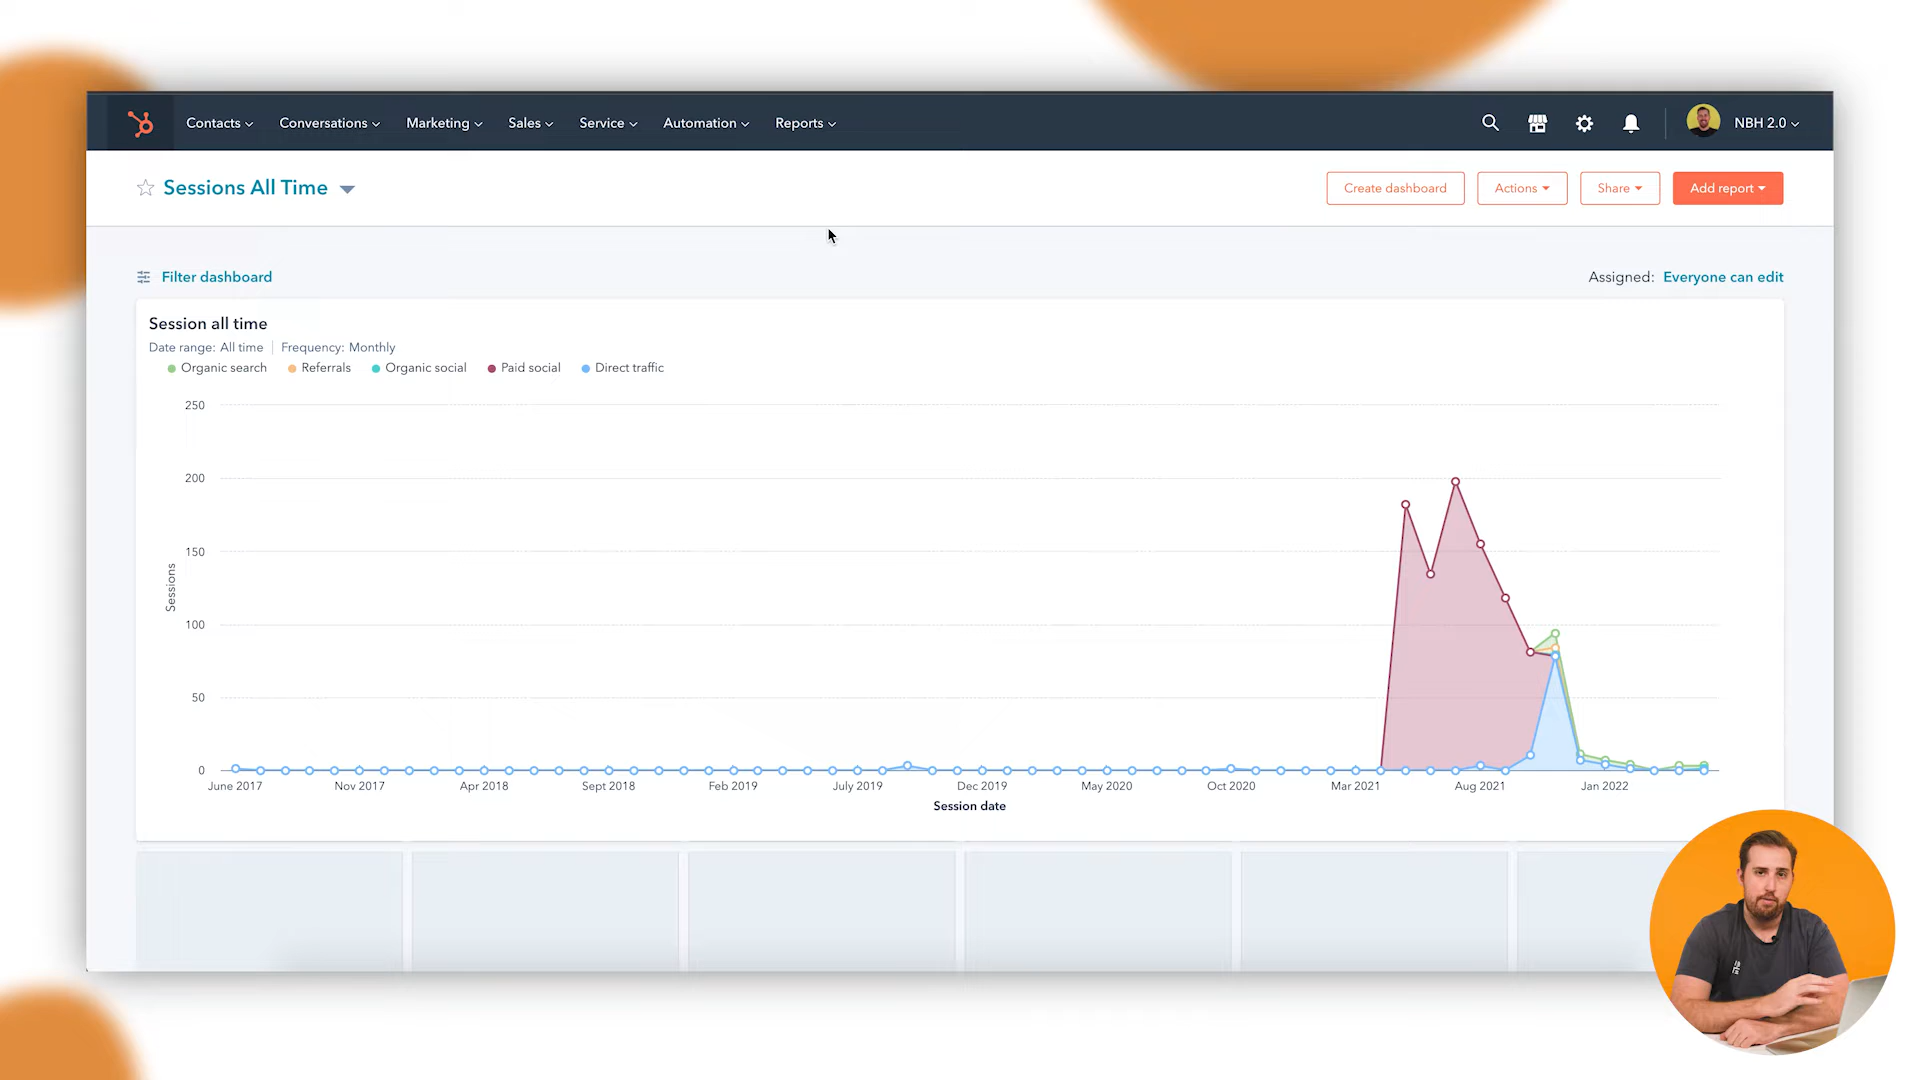 Contacts Conversations Marketing Sales Service Automation Reports NBH 2.0
Sessions All Time Create dashboard Actions Share Add report
Filter dashboard Assigned: Everyone can edit
Session all time
Date range: All time Frequency: Monthly
Organic search Referrals Organic social Paid social Direct traffic
250
200
150
100
50
0
Sessions
June 2017 Nov 2017 Apr 2018 Sept 2018 Feb 2019 July 2019 Dec 2019 May 2020 Oct 2020 Mar 2021 Aug 2021 Jan 2022
Session date